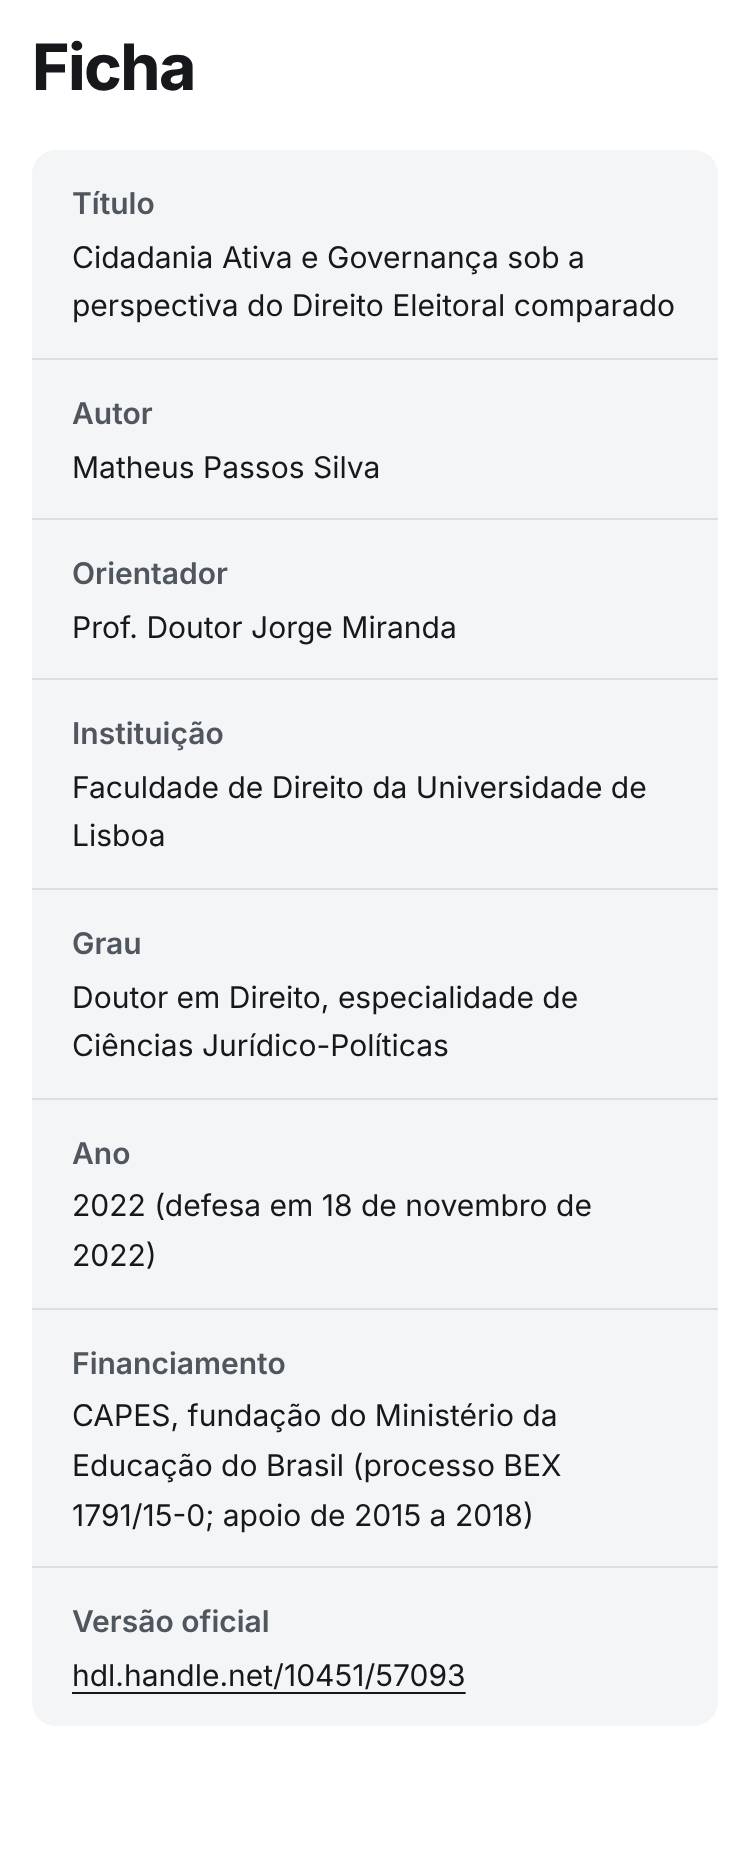 Ficha
Título
Cidadania Ativa e Governança sob a
perspectiva do Direito Eleitoral comparado
Autor
Matheus Passos Silva
Orientador
Prof. Doutor Jorge Miranda
Instituição
Faculdade de Direito da Universidade de
Lisboa
Grau
Doutor em Direito, especialidade de
Ciências Jurídico-Políticas
Ano
2022 (defesa em 18 de novembro de
2022)
Financiamento
CAPES, fundação do Ministério da
Educação do Brasil (processo BEX
1791/15-0; apoio de 2015 a 2018)
Versão oficial
hdl.handle.net/10451/57093